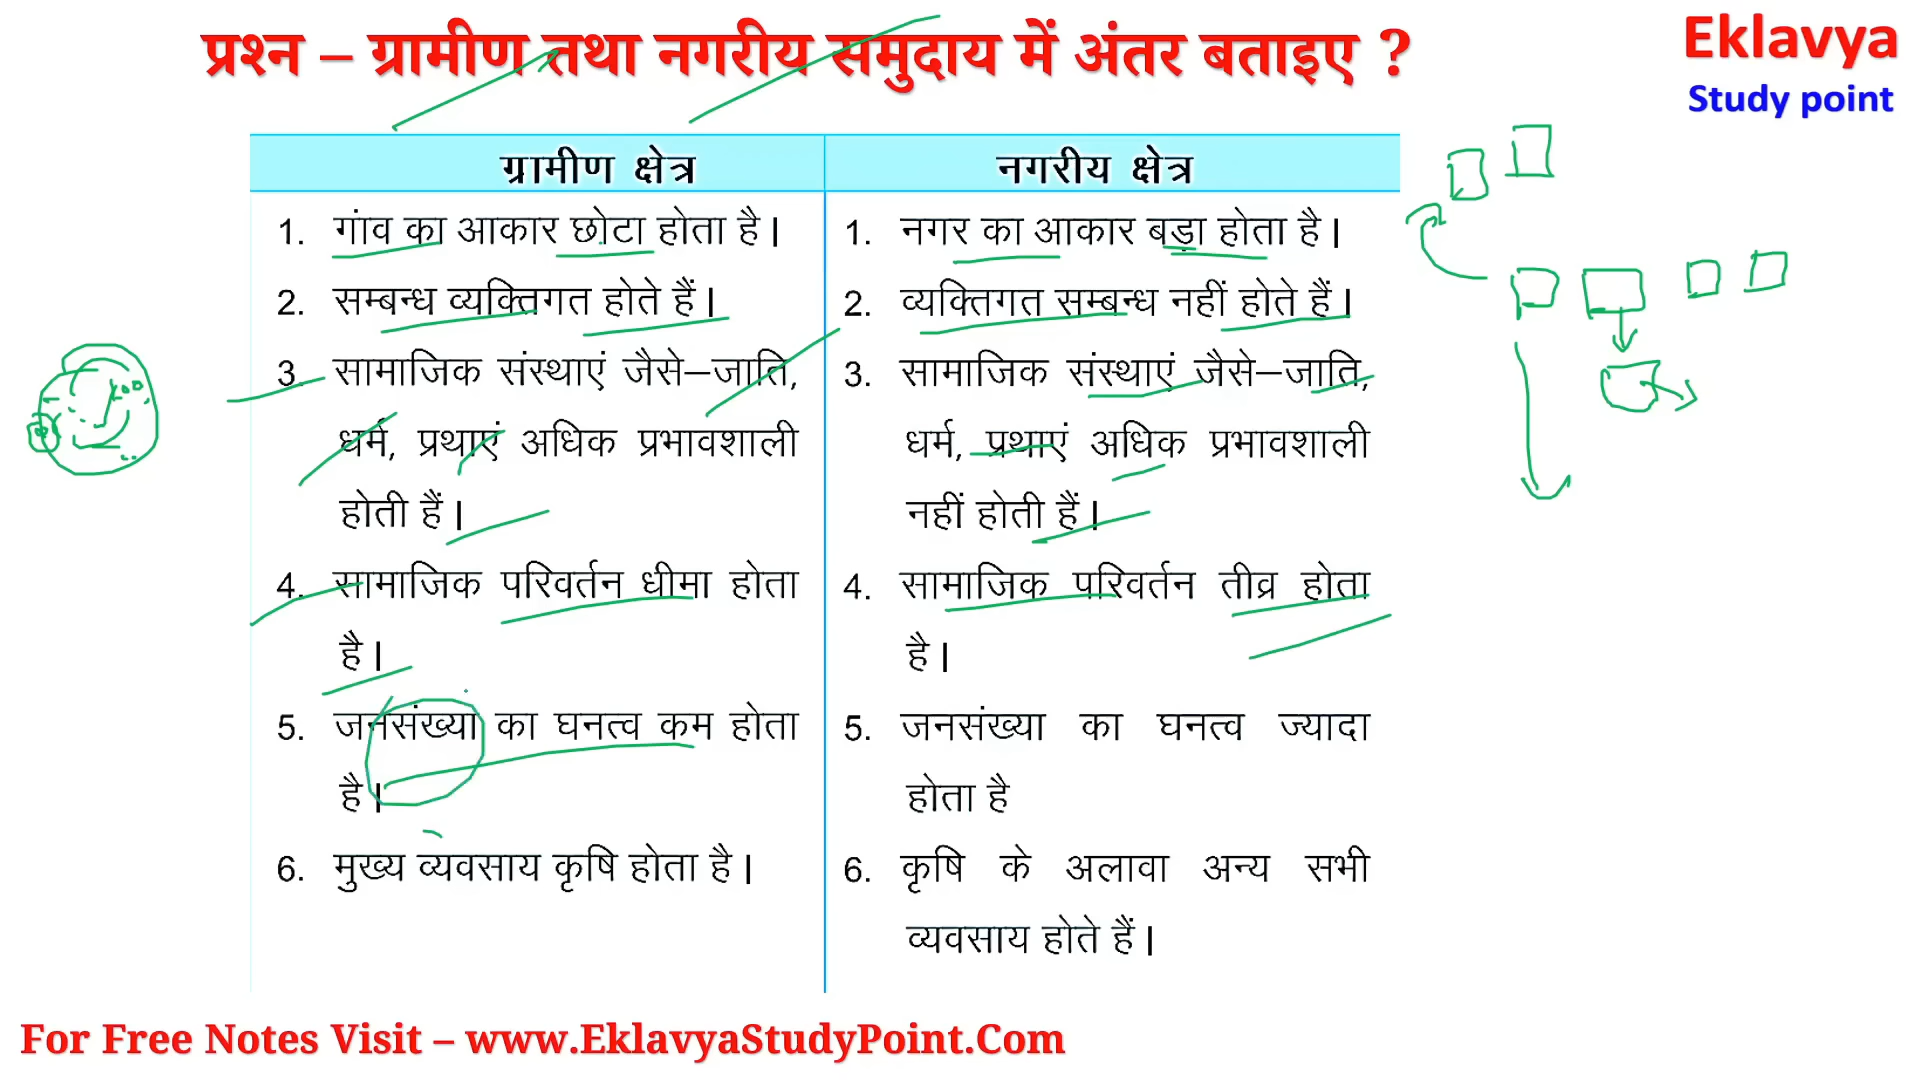 प्रश्न – ग्रामीण तथा नगरीय समुदाय में अंतर बताइए ?
Eklavya
Study point
ग्रामीण क्षेत्र
1. गांव का आकार छोटा होता है।
2. सम्बन्ध व्यक्तिगत होते हैं।
3. सामाजिक संस्थाएं जैसे–जाति,
धर्म, प्रथाएं अधिक प्रभावशाली
होती हैं।
4. सामाजिक परिवर्तन धीमा होता
है।
5. जनसंख्या का घनत्व कम होता
है।
6. मुख्य व्यवसाय कृषि होता है।
नगरीय क्षेत्र
1. नगर का आकार बड़ा होता है।
2. व्यक्तिगत सम्बन्ध नहीं होते हैं।
3. सामाजिक संस्थाएं जैसे–जाति,
धर्म, प्रथाएं अधिक प्रभावशाली
नहीं होती हैं।
4. सामाजिक परिवर्तन तीव्र होता
है।
5. जनसंख्या का घनत्व ज्यादा
होता है
6. कृषि के अलावा अन्य सभी
व्यवसाय होते हैं।
For Free Notes Visit – www.EklavyaStudyPoint.Com